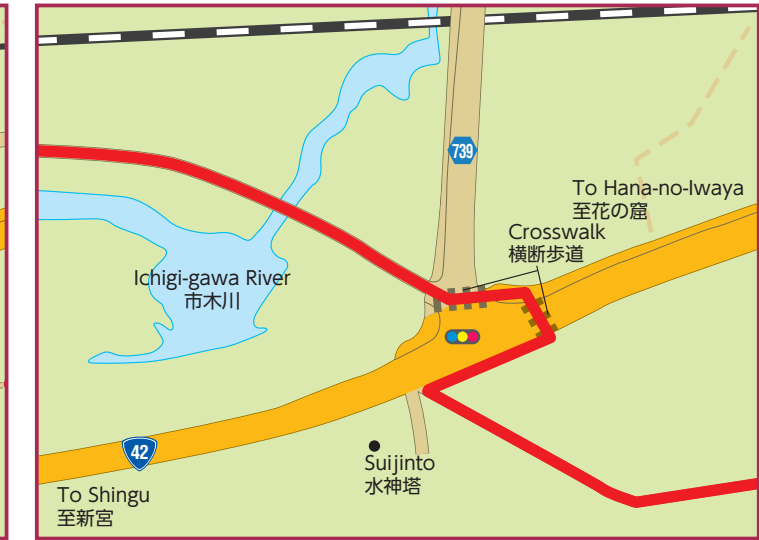 739
To Hana-no-Iwaya
至花の窟
Crosswalk
横断歩道
Ichigi-gawa River
市木川
42
Suijinto
水神塔
To Shingu
至新宮